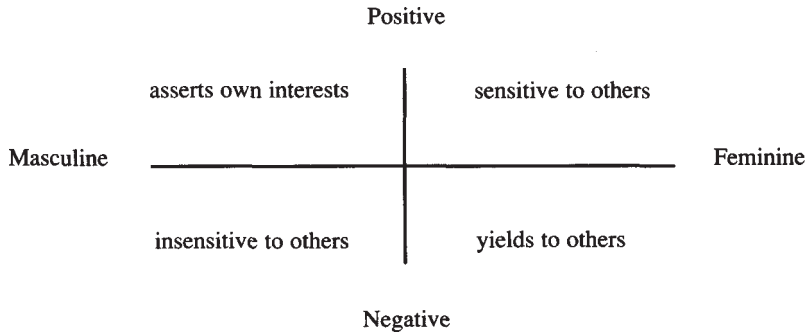 Positive
asserts own interests sensitive to others
Masculine Feminine
insensitive to others yields to others
Negative